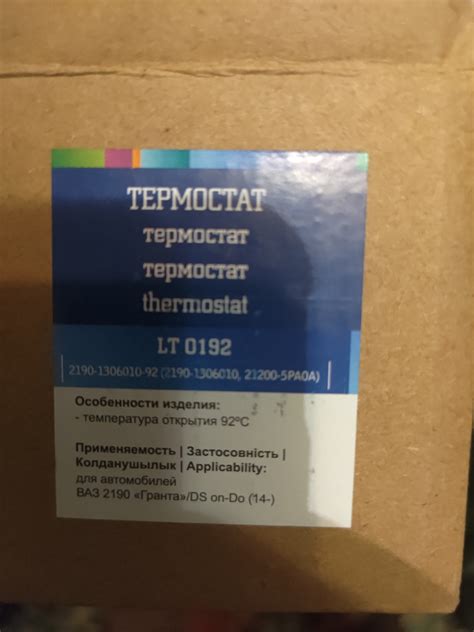 ТЕРМОСТАТ
термостат
термостат
thermostat
LT 0192
2190-1306010-92 (2190-1306010, 21200-5PA0A)
Особенности изделия:
- температура открытия 92ºС
Применяемость | Застосовність |
Колданушылык | Applicability:
для автомобилей
ВАЗ 2190 «Гранта»/DS on-Do (14-)